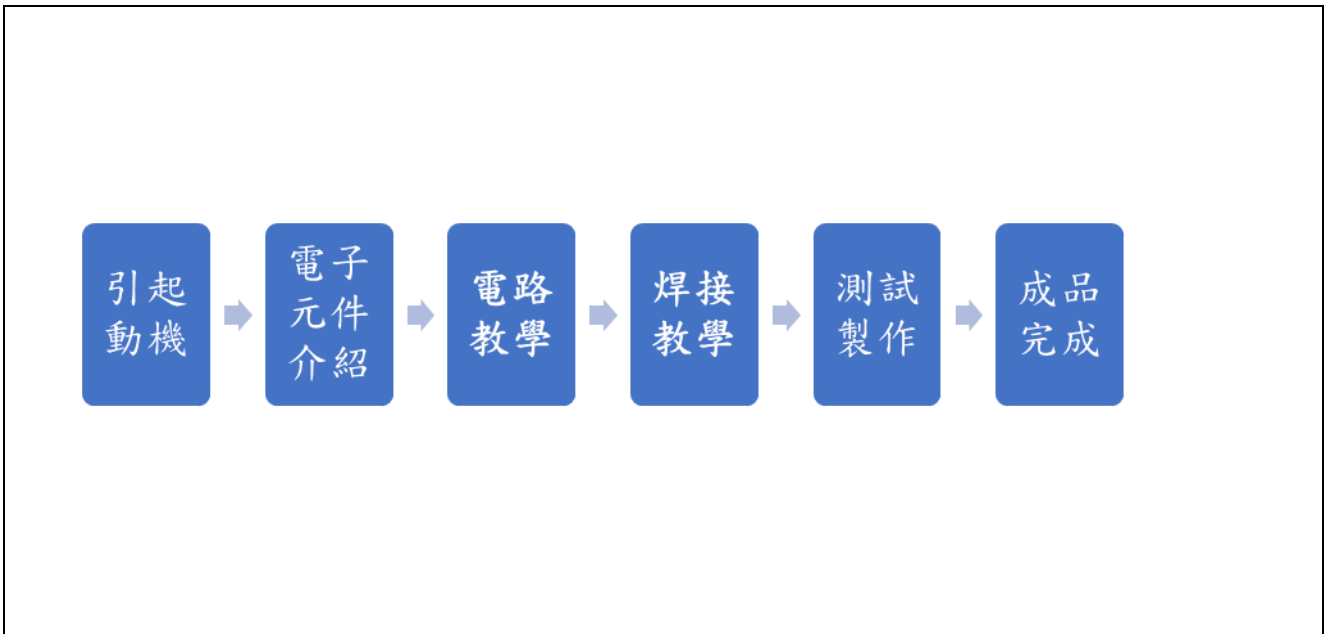 引起
動機
電子
元件
介紹
電路
教學
焊接
教學
測試
製作
成品
完成